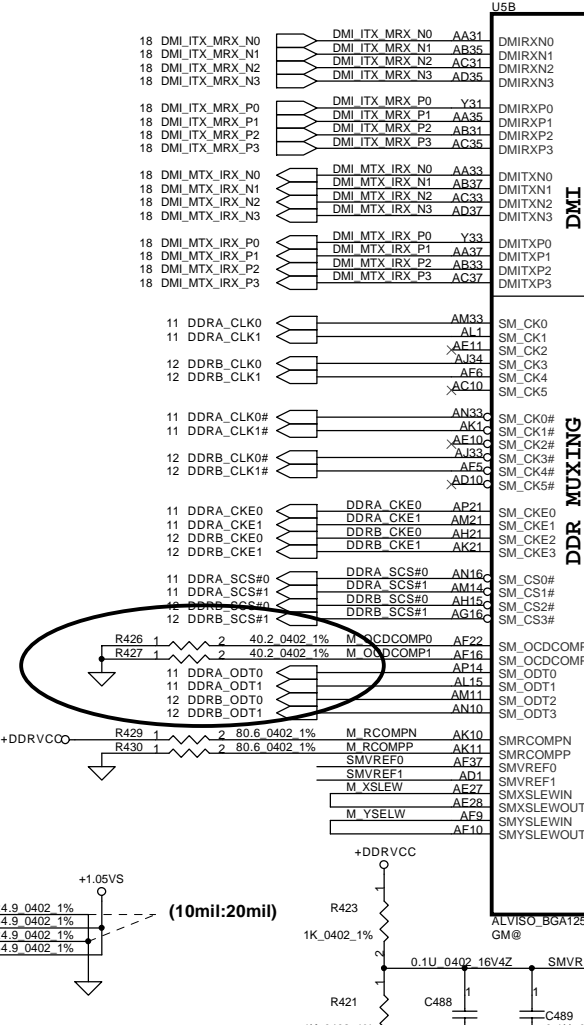 U5B
18 DMI_ITX_MRX_N0 DMI_ITX_MRX_N0 AA31 DMIRXN0
18 DMI_ITX_MRX_N1 DMI_ITX_MRX_N1 AB35 DMIRXN1
18 DMI_ITX_MRX_N2 DMI_ITX_MRX_N2 AC31 DMIRXN2
18 DMI_ITX_MRX_N3 DMI_ITX_MRX_N3 AD35 DMIRXN3
18 DMI_ITX_MRX_P0 DMI_ITX_MRX_P0 Y31 DMIRXP0
18 DMI_ITX_MRX_P1 DMI_ITX_MRX_P1 AA35 DMIRXP1
18 DMI_ITX_MRX_P2 DMI_ITX_MRX_P2 AB31 DMIRXP2
18 DMI_ITX_MRX_P3 DMI_ITX_MRX_P3 AC35 DMIRXP3
18 DMI_MTX_IRX_N0 DMI_MTX_IRX_N0 AA33 DMITXN0
18 DMI_MTX_IRX_N1 DMI_MTX_IRX_N1 AB37 DMITXN1
18 DMI_MTX_IRX_N2 DMI_MTX_IRX_N2 AC33 DMITXN2
18 DMI_MTX_IRX_N3 DMI_MTX_IRX_N3 AD37 DMITXN3
DMI
18 DMI_MTX_IRX_P0 DMI_MTX_IRX_P0 Y33 DMITXP0
18 DMI_MTX_IRX_P1 DMI_MTX_IRX_P1 AA37 DMITXP1
18 DMI_MTX_IRX_P2 DMI_MTX_IRX_P2 AB33 DMITXP2
18 DMI_MTX_IRX_P3 DMI_MTX_IRX_P3 AC37 DMITXP3
11 DDRA_CLK0 AM33 SM_CK0
11 DDRA_CLK1 AL1 SM_CK1
AE11 SM_CK2
12 DDRB_CLK0 AJ34 SM_CK3
12 DDRB_CLK1 AF6 SM_CK4
AC10 SM_CK5
11 DDRA_CLK0# AN33 SM_CK0#
11 DDRA_CLK1# AK1 SM_CK1#
AE10 SM_CK2#
12 DDRB_CLK0# AJ33 SM_CK3#
12 DDRB_CLK1# AF5 SM_CK4#
AD10 SM_CK5#
DDR MUXING
11 DDRA_CKE0 DDRA_CKE0 AP21 SM_CKE0
11 DDRA_CKE1 DDRA_CKE1 AM21 SM_CKE1
12 DDRB_CKE0 DDRB_CKE0 AH21 SM_CKE2
12 DDRB_CKE1 DDRB_CKE1 AK21 SM_CKE3
11 DDRA_SCS#0 DDRA_SCS#0 AN16 SM_CS0#
11 DDRA_SCS#1 DDRA_SCS#1 AM14 SM_CS1#
12 DDRB_SCS#0 DDRB_SCS#0 AH15 SM_CS2#
12 DDRB_SCS#1 DDRB_SCS#1 AG16 SM_CS3#
R426 1 2 40.2_0402_1% M_OCDCOMP0 AF22 SM_OCDCOMP
R427 1 2 40.2_0402_1% M_OCDCOMP1 AF16 SM_OCDCOMP
11 DDRA_ODT0 AP14 SM_ODT0
11 DDRA_ODT1 AL15 SM_ODT1
12 DDRB_ODT0 AM11 SM_ODT2
12 DDRB_ODT1 AN10 SM_ODT3
+DDRVCC R429 1 2 80.6_0402_1% M_RCOMPN AK10 SMRCOMPN
R430 1 2 80.6_0402_1% M_RCOMPP AK11 SMRCOMPP
SMVREF0 AF37 SMVREF0
SMVREF1 AD1 SMVREF1
M_XSLEW AE27 SMXSLEWIN
AE28 SMXSLEWOUT
M_YSELW AF9 SMYSLEWIN
AF10 SMYSLEWOUT
+DDRVCC
+1.05VS
4.9_0402_1%
4.9_0402_1%
4.9_0402_1%
4.9_0402_1%
(10mil:20mil)
1
R423
1K_0402_1%
2
ALVISO_BGA125
GM@
0.1U_0402_16V4Z SMVR
1 1 1
R421 C488 C489